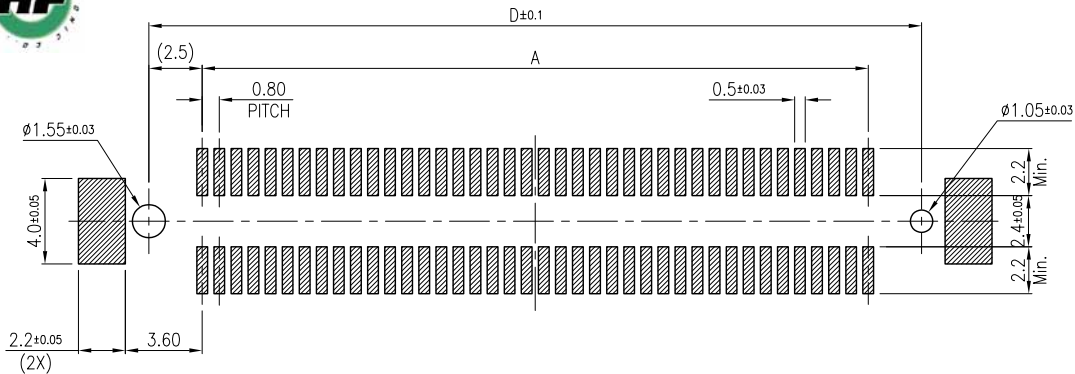 D±0.1
(2.5)
A
0.80
PITCH
0.5±0.03
ø1.55±0.03
ø1.05±0.03
4.0±0.05
2.2
Min.
2.4±0.05
2.2
Min.
2.2±0.05
(2X)
3.60